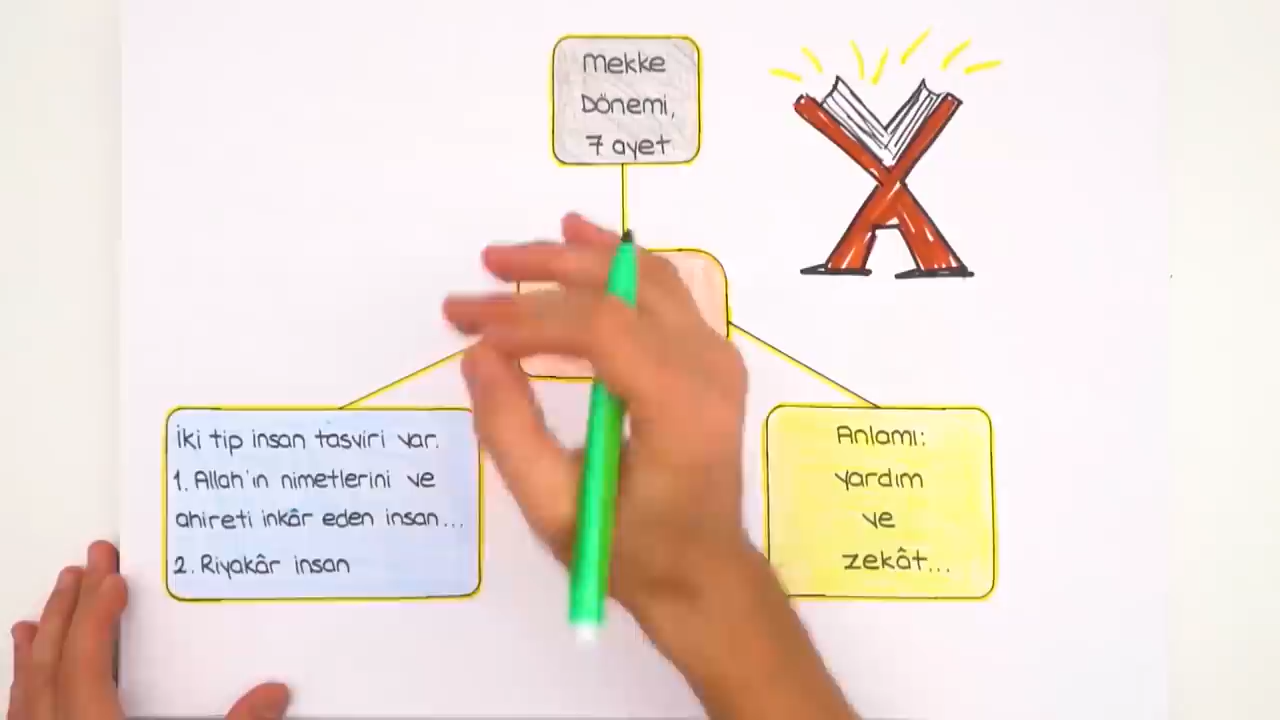 Mekke
Dönemi,
7 ayet
İki tip insan tasviri var.
1. Allah'ın nimetlerini ve
ahireti inkâr eden insan...
2. Riyakâr insan
Anlamı:
yardım
ve
zekât...